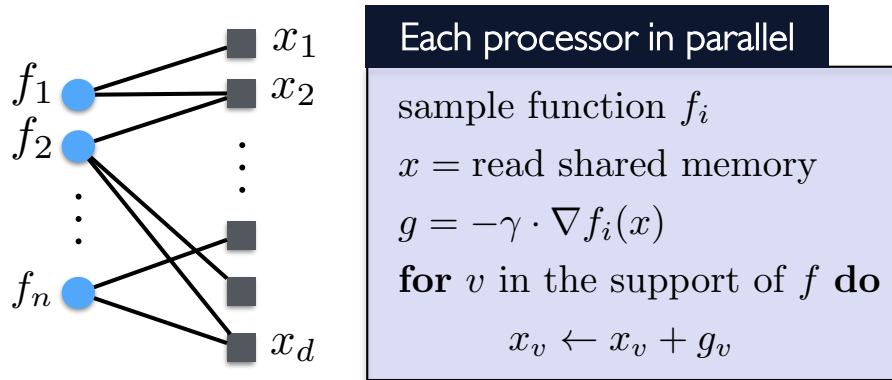 f₁
f₂
fₙ
x₁
x₂
x_d
Each processor in parallel
sample function fᵢ
x = read shared memory
g = −γ · ∇fᵢ(x)
for v in the support of f do
xᵥ ← xᵥ + gᵥ